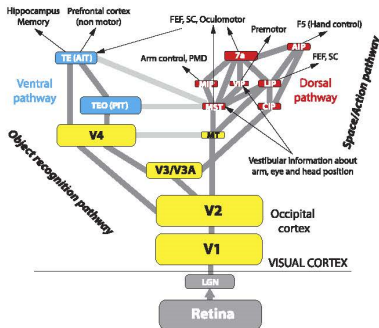 Hippocampus
Memory
Prefrontal cortex
(non motor)
FEF, SC, Oculomotor
F5 (Hand control)
Premotor
Arm control, PMD
FEF, SC
TE (AIT)
7a
AIP
MIP
VIP
LIP
Ventral
pathway
TEO (PIT)
MST
CIP
Dorsal
pathway
Space/Action pathway
V4
MT
Vestibular information about
arm, eye and head position
V3/V3A
Object recognition pathway
V2
Occipital
cortex
V1
VISUAL CORTEX
LGN
Retina